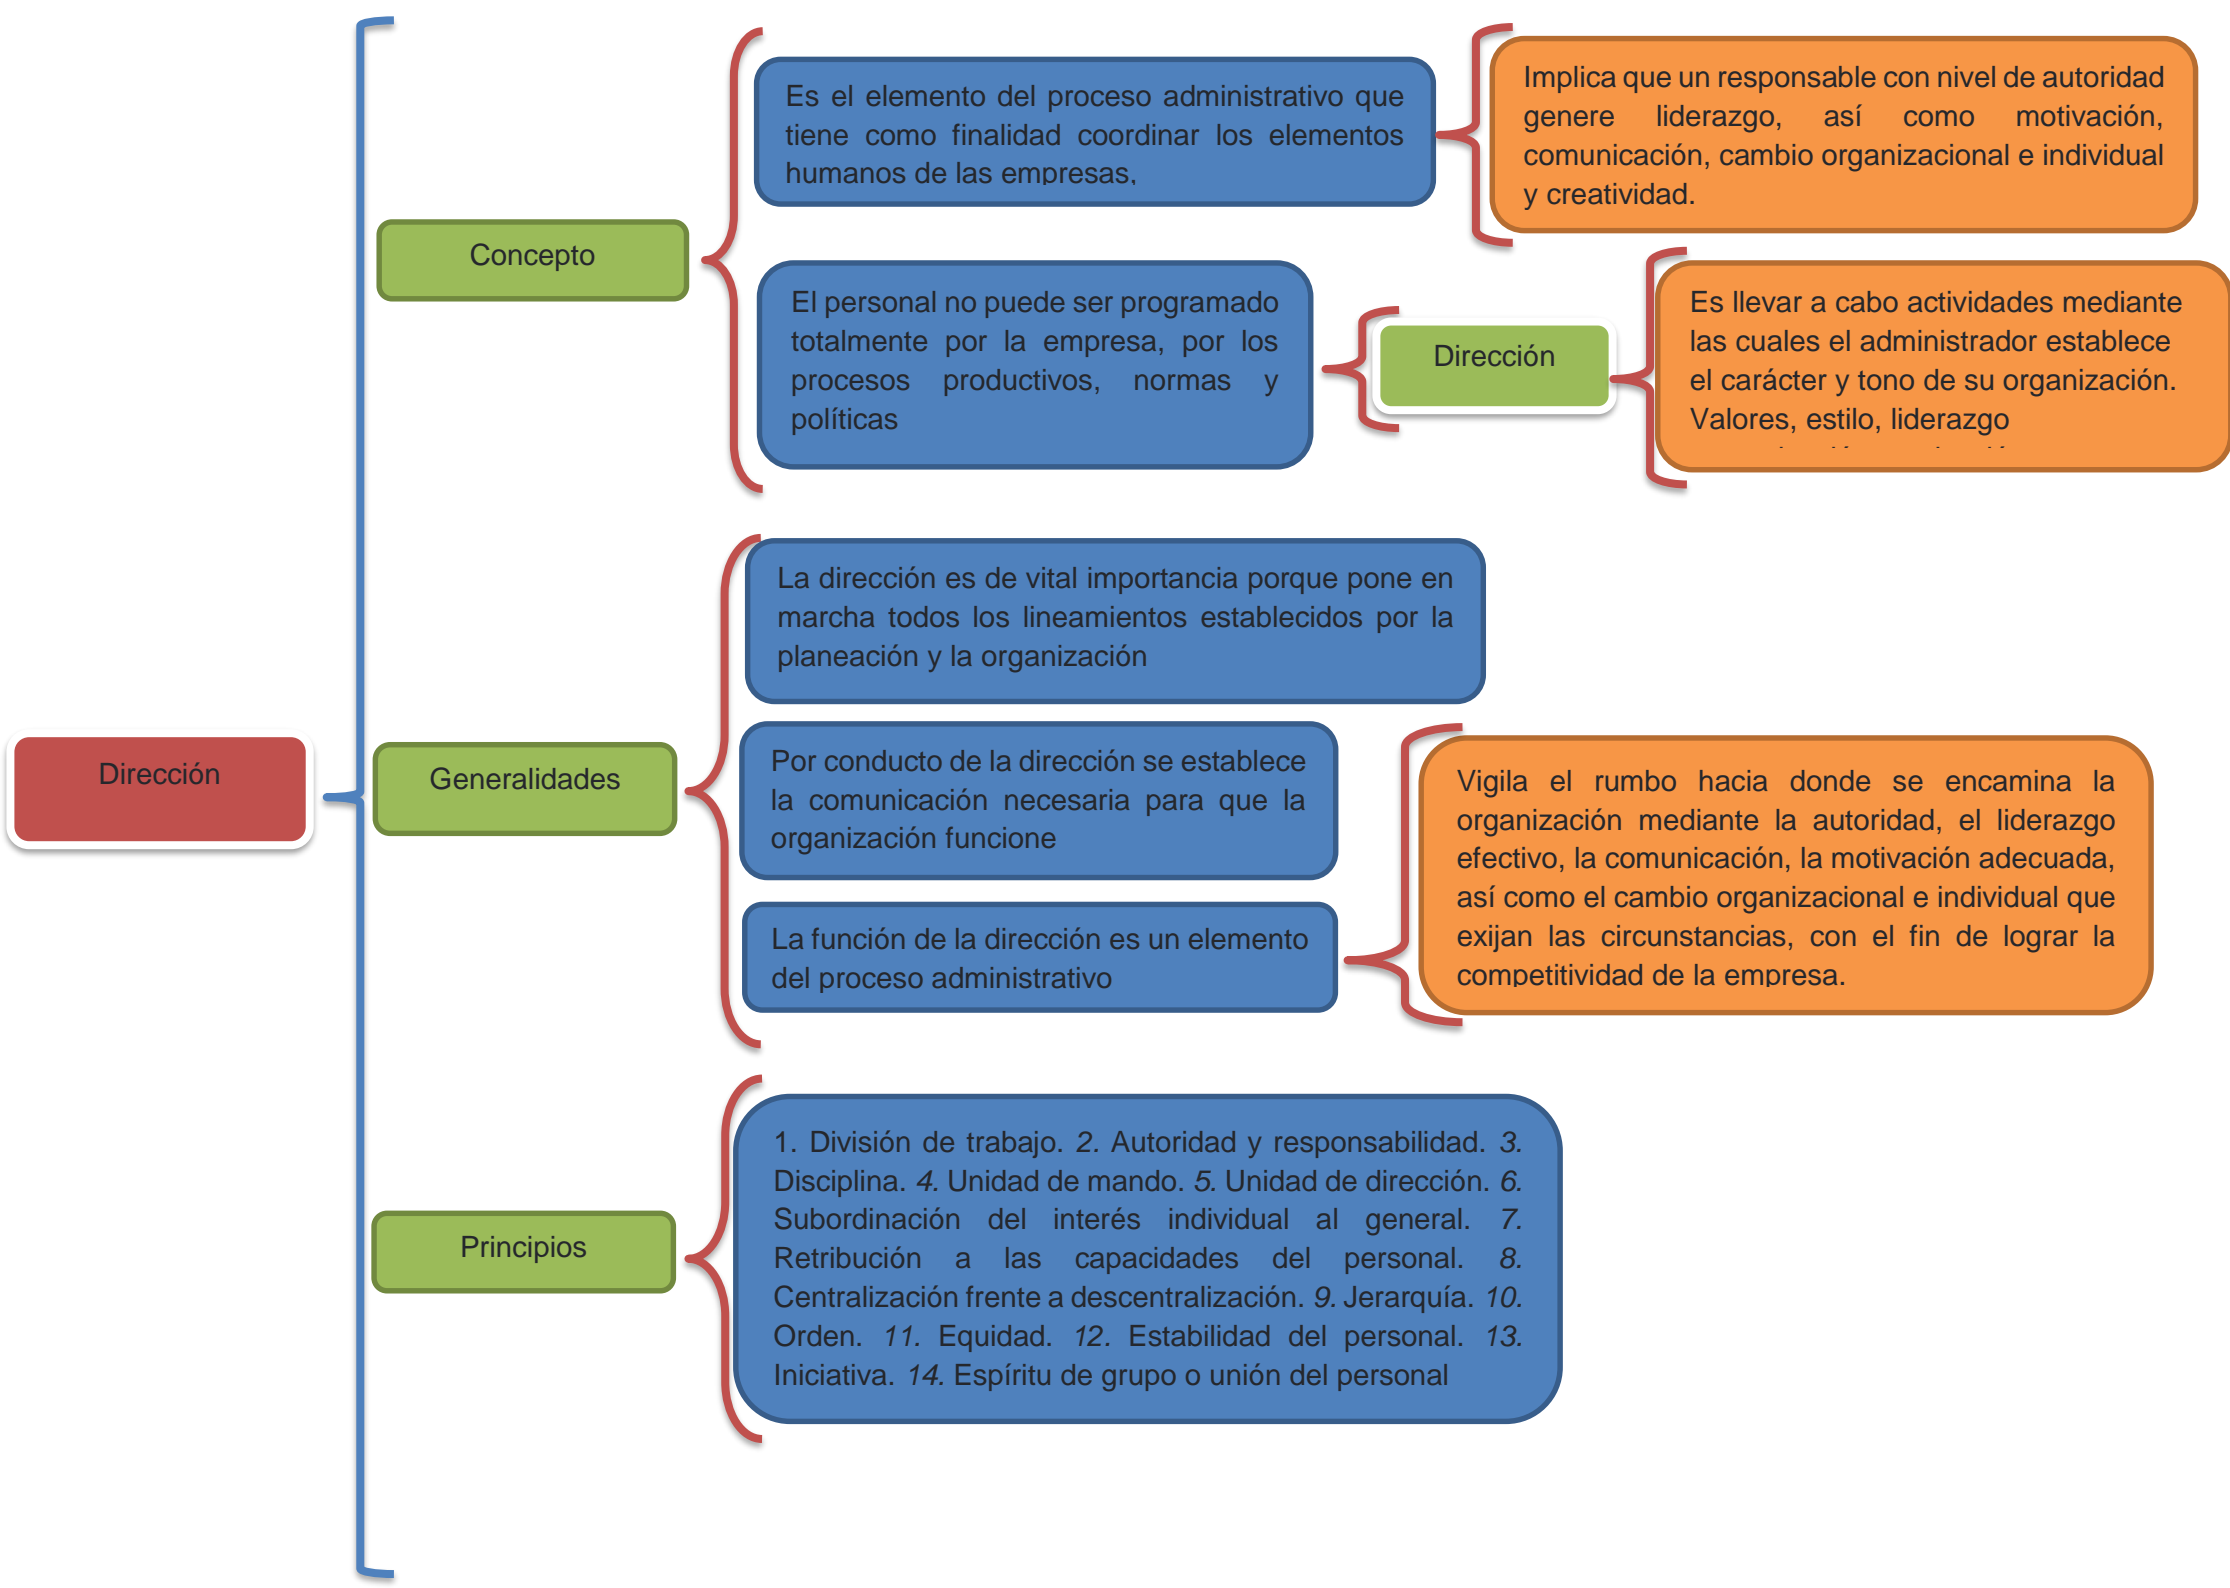 Dirección
Concepto
Es el elemento del proceso administrativo que
tiene como finalidad coordinar los elementos
humanos de las empresas,
Implica que un responsable con nivel de autoridad
genere liderazgo, así como motivación,
comunicación, cambio organizacional e individual
y creatividad.
El personal no puede ser programado
totalmente por la empresa, por los
procesos productivos, normas y
políticas
Dirección
Es llevar a cabo actividades mediante
las cuales el administrador establece
el carácter y tono de su organización.
Valores, estilo, liderazgo
Generalidades
La dirección es de vital importancia porque pone en
marcha todos los lineamientos establecidos por la
planeación y la organización
Por conducto de la dirección se establece
la comunicación necesaria para que la
organización funcione
La función de la dirección es un elemento
del proceso administrativo
Vigila el rumbo hacia donde se encamina la
organización mediante la autoridad, el liderazgo
efectivo, la comunicación, la motivación adecuada,
así como el cambio organizacional e individual que
exijan las circunstancias, con el fin de lograr la
competitividad de la empresa.
Principios
1. División de trabajo. 2. Autoridad y responsabilidad. 3.
Disciplina. 4. Unidad de mando. 5. Unidad de dirección. 6.
Subordinación del interés individual al general. 7.
Retribución a las capacidades del personal. 8.
Centralización frente a descentralización. 9. Jerarquía. 10.
Orden. 11. Equidad. 12. Estabilidad del personal. 13.
Iniciativa. 14. Espíritu de grupo o unión del personal